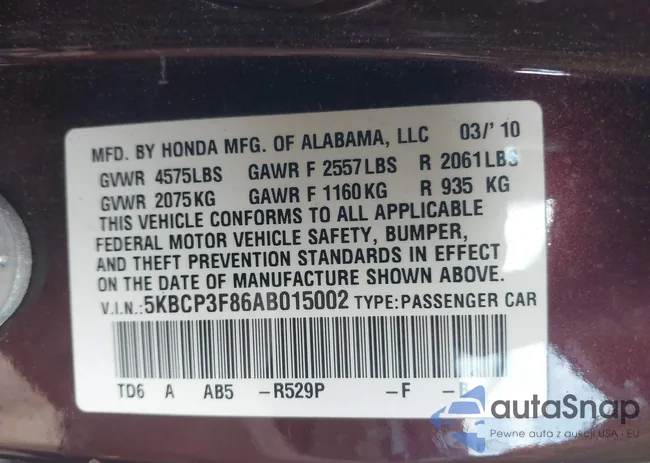 MFD. BY HONDA MFG. OF ALABAMA, LLC 03/'10
GVWR 4575LBS GAWR F 2557LBS R 2061LBS
GVWR 2075KG GAWR F 1160KG R 935 KG
THIS VEHICLE CONFORMS TO ALL APPLICABLE
FEDERAL MOTOR VEHICLE SAFETY, BUMPER,
AND THEFT PREVENTION STANDARDS IN EFFECT
ON THE DATE OF MANUFACTURE SHOWN ABOVE.
V.I.N.:5KBCP3F86AB015002 TYPE:PASSENGER CAR
TD6 A AB5 -R529P -F -B
autaSnap
Pewne auta z aukcji USA - EU